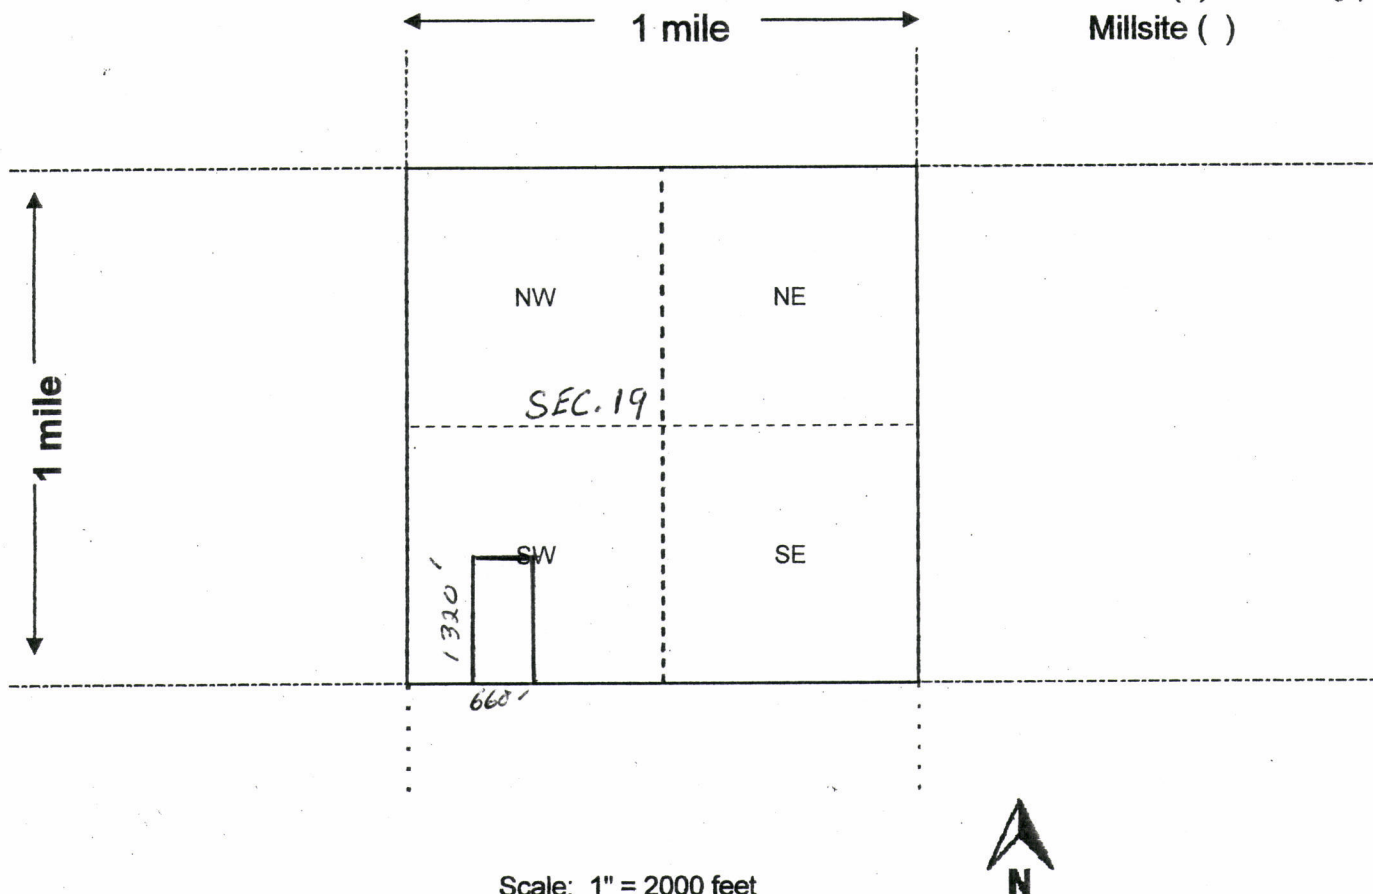 1 mile
Millsite ( )
NW
NE
1 mile
SEC. 19
SW
SE
1320'
660'
Scale: 1" = 2000 feet
N